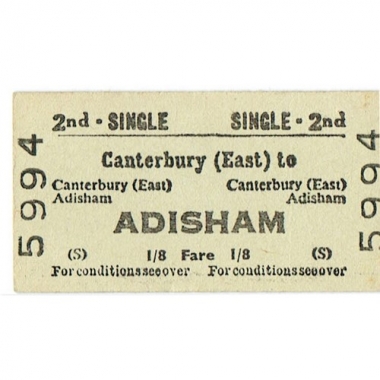 2nd - SINGLE SINGLE - 2nd
Canterbury (East) to
Canterbury (East) Canterbury (East)
Adisham Adisham
ADISHAM
(S) 1/8 Fare 1/8 (S)
For conditions see over For conditions see over
5994
5994